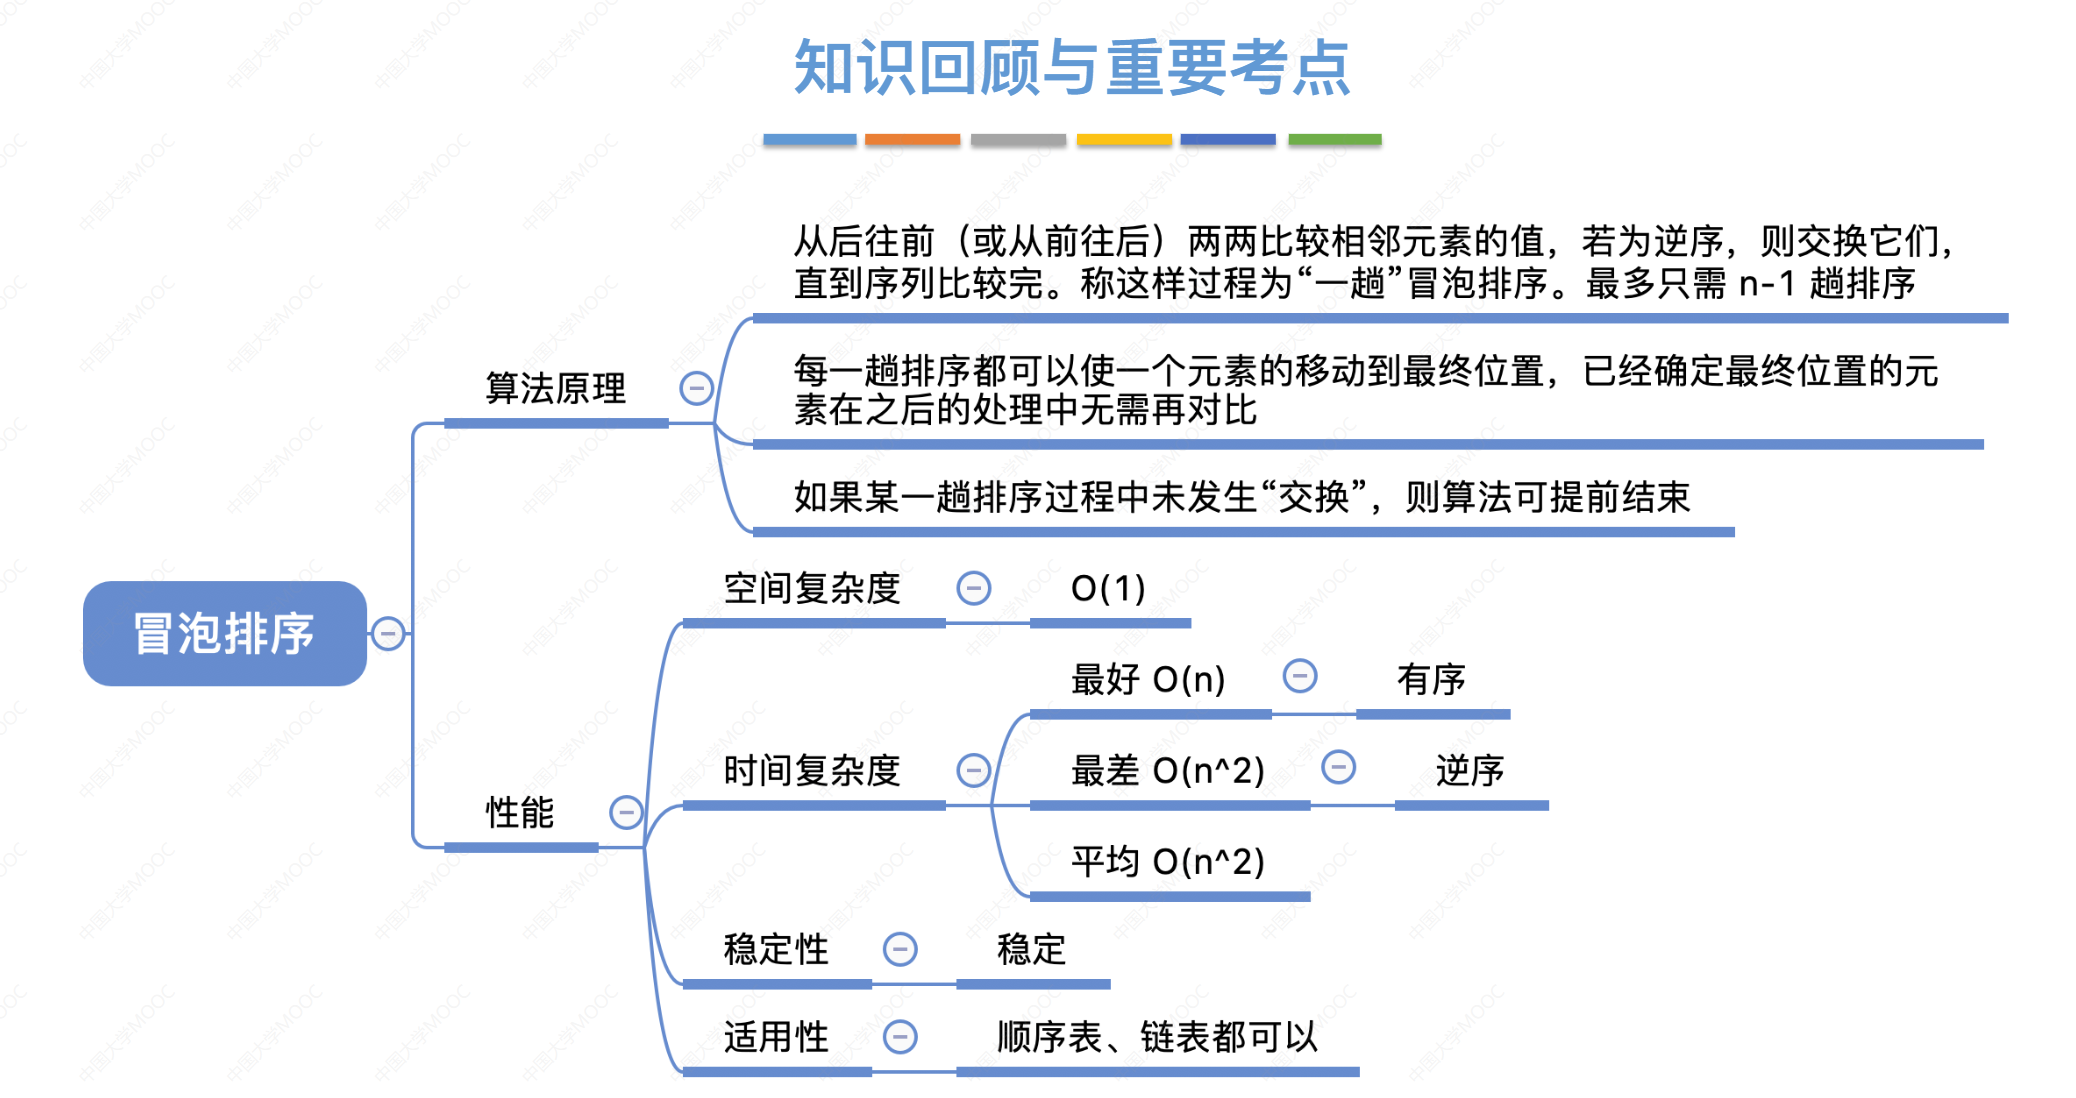 知识回顾与重要考点
从后往前（或从前往后）两两比较相邻元素的值，若为逆序，则交换它们，
直到序列比较完。称这样过程为“一趟”冒泡排序。最多只需 n-1 趟排序
每一趟排序都可以使一个元素的移动到最终位置，已经确定最终位置的元
素在之后的处理中无需再对比
算法原理
如果某一趟排序过程中未发生“交换”，则算法可提前结束
冒泡排序
空间复杂度
O(1)
最好 O(n)
有序
时间复杂度
最差 O(n^2)
逆序
性能
平均 O(n^2)
稳定性
稳定
适用性
顺序表、链表都可以
中国大学MOOC